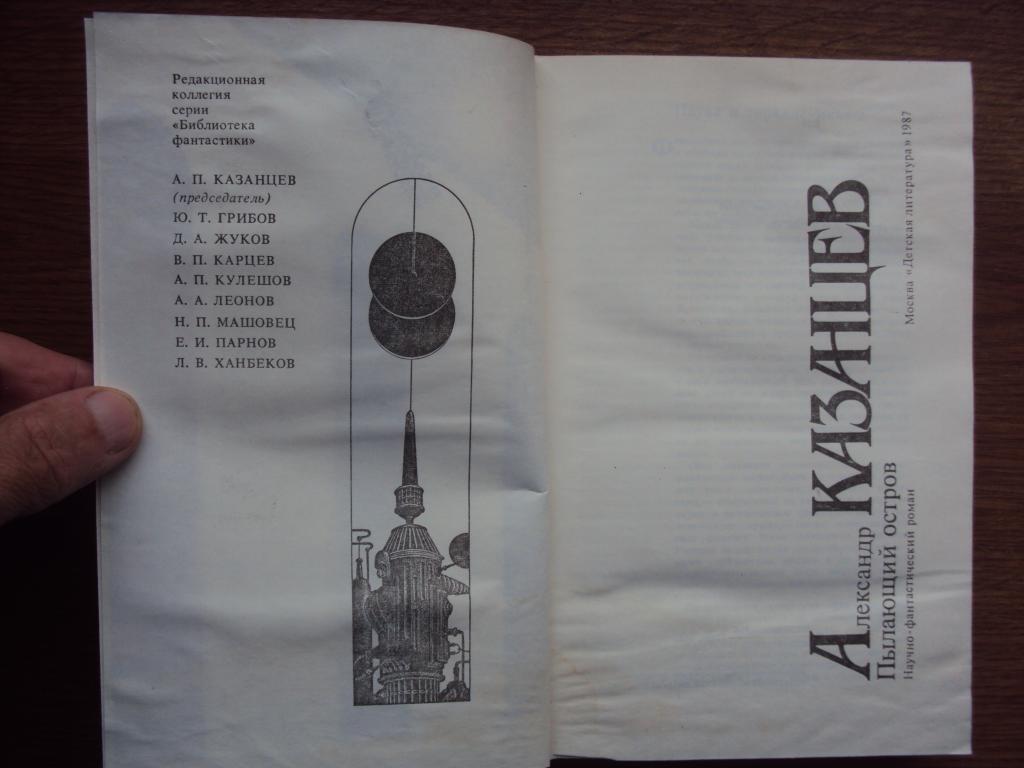 Редакционная
коллегия
серии
«Библиотека
фантастики»
А. П. КАЗАНЦЕВ
(председатель)
Ю. Т. ГРИБОВ
Д. А. ЖУКОВ
В. П. КАРЦЕВ
А. П. КУЛЕШОВ
А. А. ЛЕОНОВ
Н. П. МАШОВЕЦ
Е. И. ПАРНОВ
Л. В. ХАНБЕКОВ
Александр КАЗАНЦЕВ
Пылающий остров
Научно-фантастический роман
Москва «Детская литература» 1987